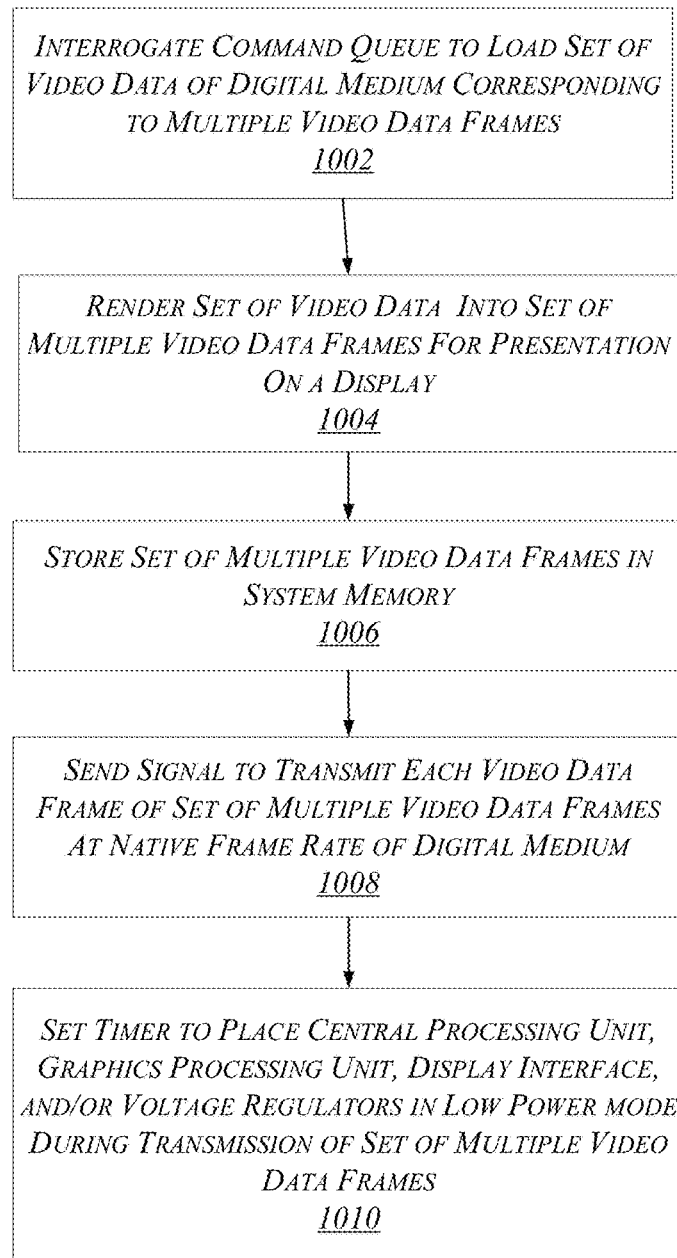 INTERROGATE COMMAND QUEUE TO LOAD SET OF
VIDEO DATA OF DIGITAL MEDIUM CORRESPONDING
TO MULTIPLE VIDEO DATA FRAMES
1002
RENDER SET OF VIDEO DATA INTO SET OF
MULTIPLE VIDEO DATA FRAMES FOR PRESENTATION
ON A DISPLAY
1004
STORE SET OF MULTIPLE VIDEO DATA FRAMES IN
SYSTEM MEMORY
1006
SEND SIGNAL TO TRANSMIT EACH VIDEO DATA
FRAME OF SET OF MULTIPLE VIDEO DATA FRAMES
AT NATIVE FRAME RATE OF DIGITAL MEDIUM
1008
SET TIMER TO PLACE CENTRAL PROCESSING UNIT,
GRAPHICS PROCESSING UNIT, DISPLAY INTERFACE,
AND/OR VOLTAGE REGULATORS IN LOW POWER MODE
DURING TRANSMISSION OF SET OF MULTIPLE VIDEO
DATA FRAMES
1010